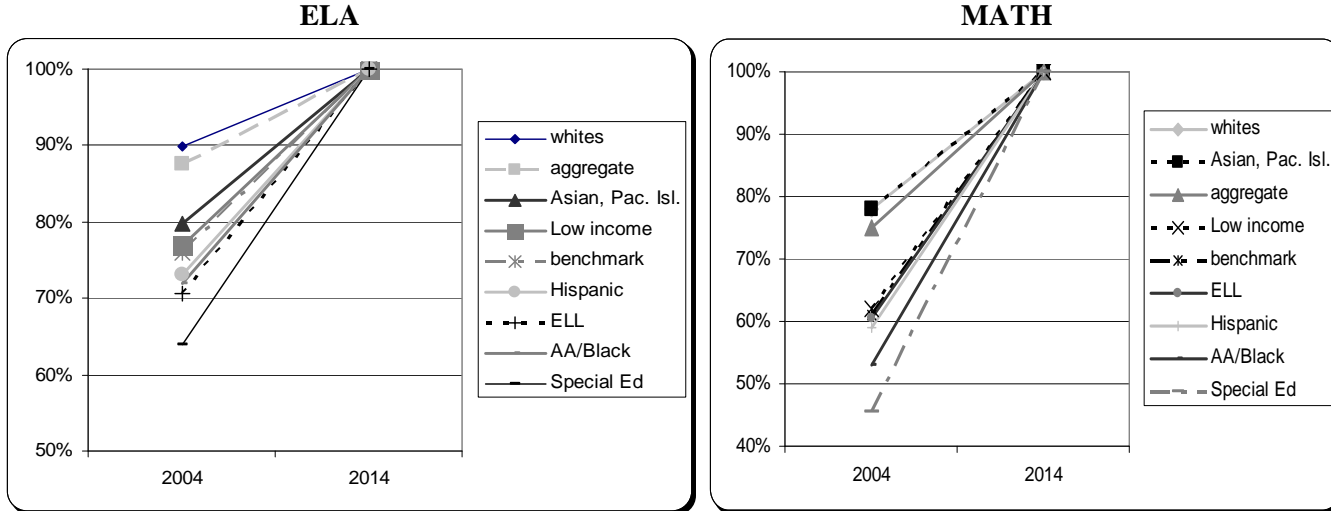 ELA
100%
90%
80%
70%
60%
50%
2004 2014
whites
aggregate
Asian, Pac. Isl.
Low income
benchmark
Hispanic
ELL
AA/Black
Special Ed
MATH
100%
90%
80%
70%
60%
50%
40%
2004 2014
whites
Asian, Pac. Isl.
aggregate
Low income
benchmark
ELL
Hispanic
AA/Black
Special Ed